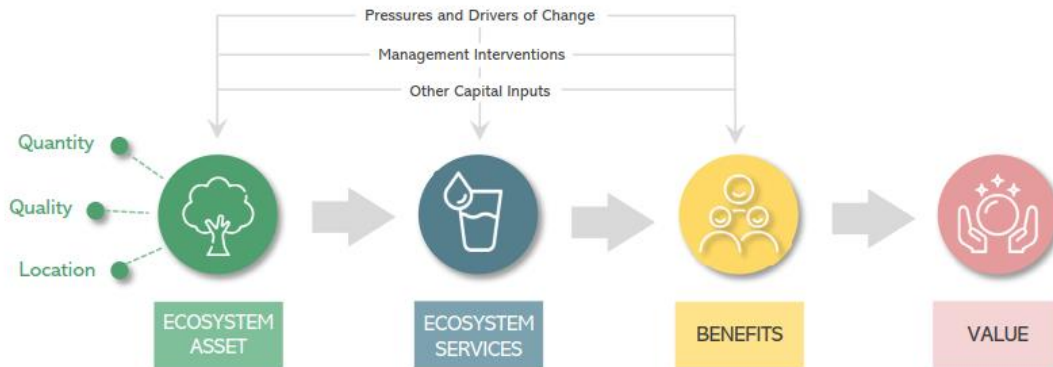 Pressures and Drivers of Change
Management Interventions
Other Capital Inputs
Quantity
Quality
Location
ECOSYSTEM
ASSET
ECOSYSTEM
SERVICES
BENEFITS
VALUE